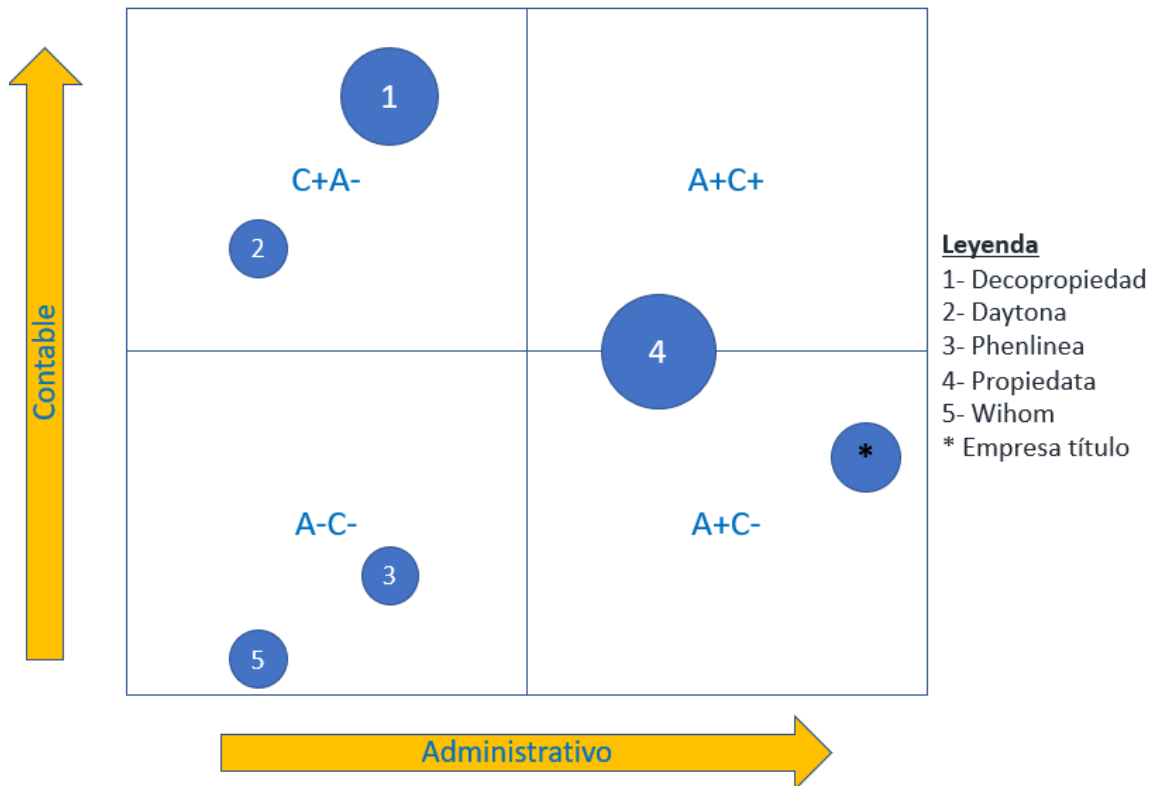 1
C+A-
A+C+
2
Leyenda
1- Decopropiedad
2- Daytona
3- Phenlinea
4- Propiedata
5- Wihom
* Empresa título
Contable
4
*
A-C-
A+C-
3
5
Administrativo